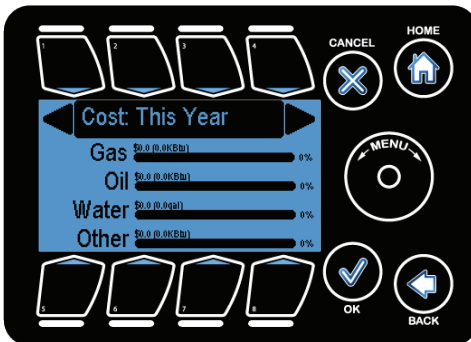 HOME
CANCEL
1 2 3 4
Cost: This Year
Gas $0.0 (0.0KBtu) 0%
Oil $0.0 (0.0KBtu) 0%
Water $0.0 (0.0gal) 0%
Other $0.0 (0.0KBtu) 0%
MENU
5 6 7 8
OK
BACK